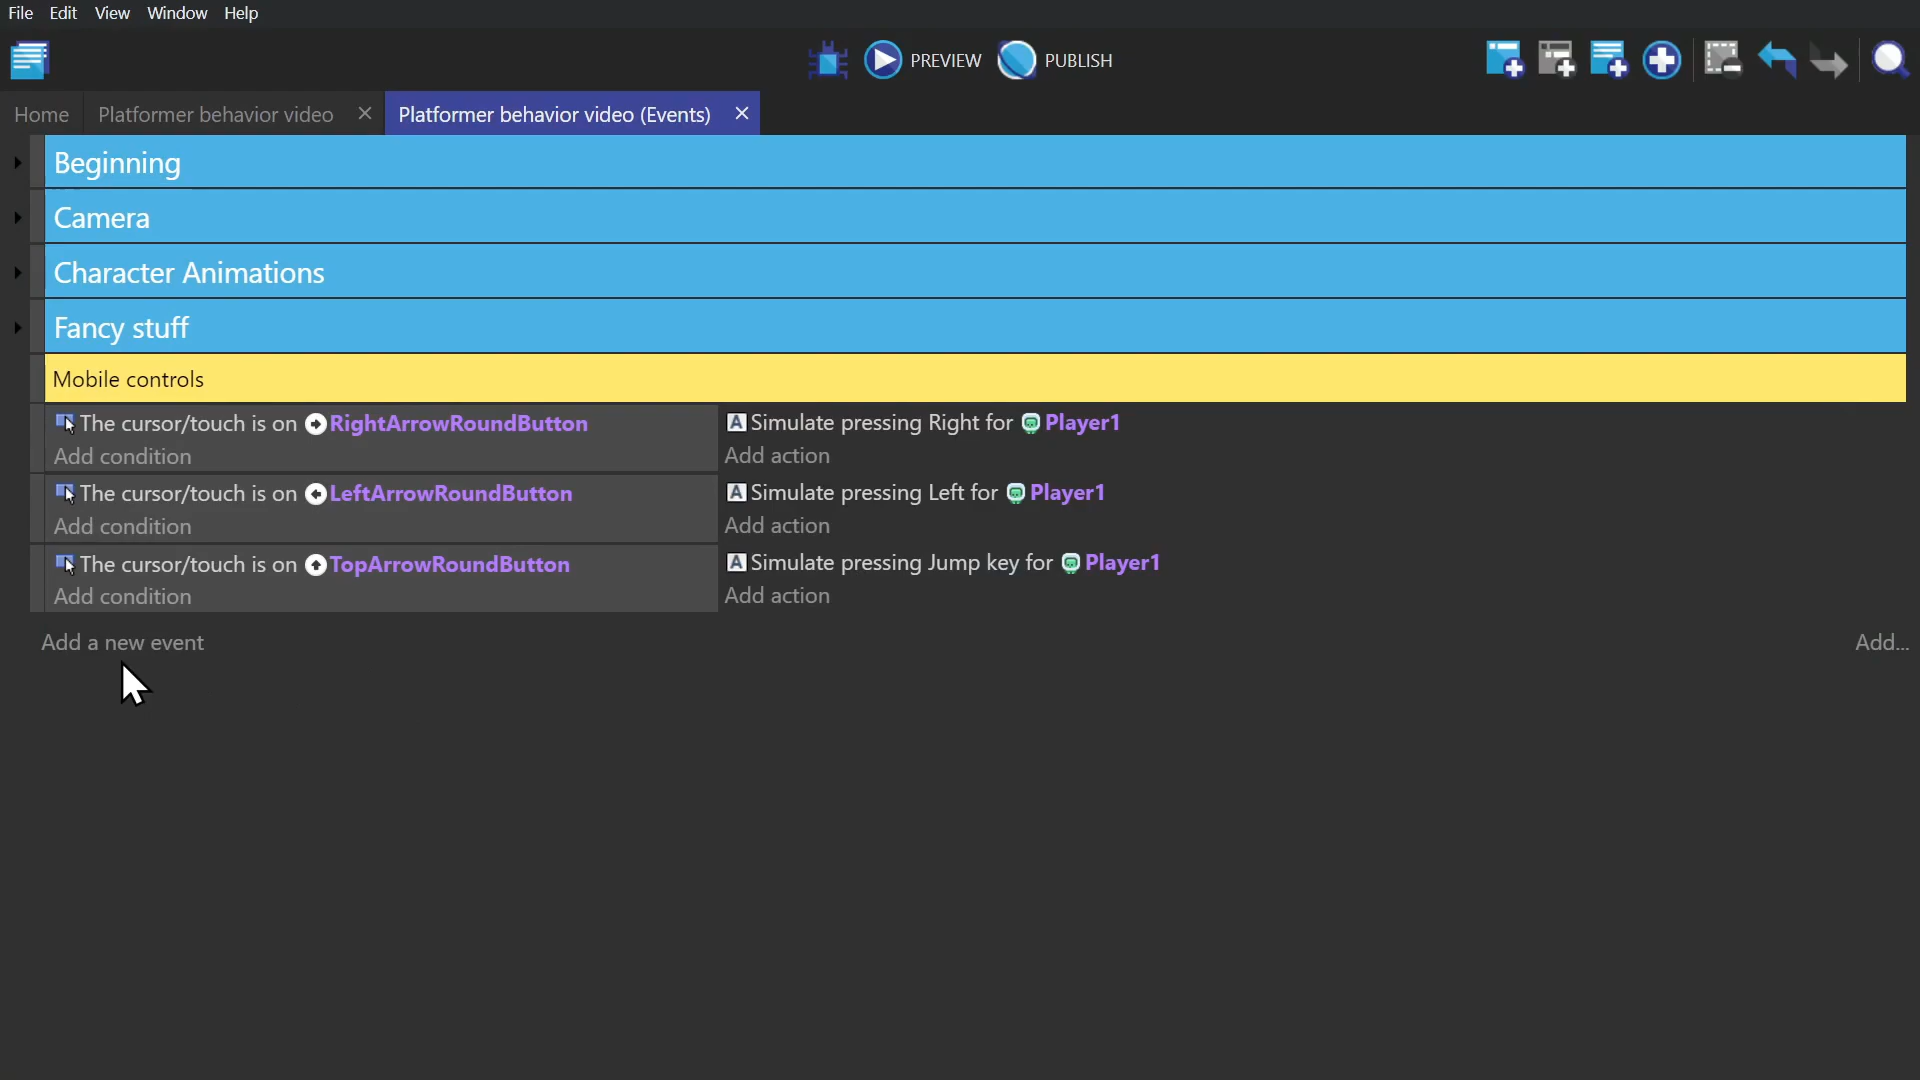 File Edit View Window Help
PREVIEW PUBLISH
Home Platformer behavior video Platformer behavior video (Events)
Beginning
Camera
Character Animations
Fancy stuff
Mobile controls
The cursor/touch is on RightArrowRoundButton A Simulate pressing Right for Player1
Add condition Add action
The cursor/touch is on LeftArrowRoundButton A Simulate pressing Left for Player1
Add condition Add action
The cursor/touch is on TopArrowRoundButton A Simulate pressing Jump key for Player1
Add condition Add action
Add a new event Add...